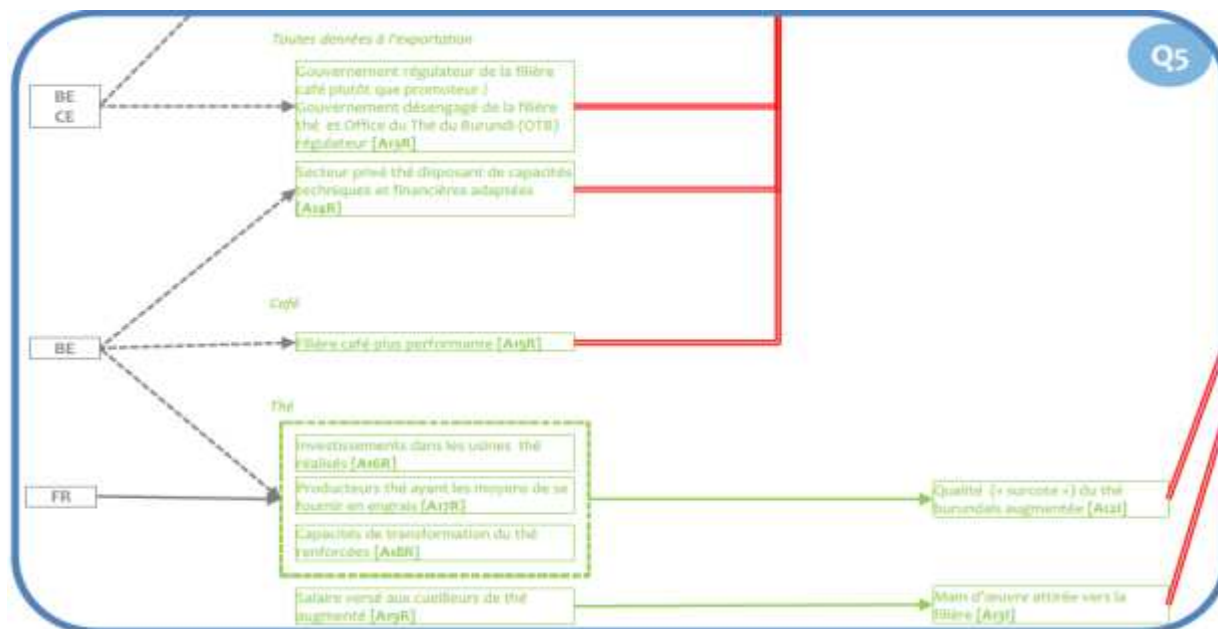 Toutes données à l'exportation
Q5
BE
CE
Gouvernement régulateur de la filière
café plutôt que promoteur /
Gouvernement désengagé de la filière
thé et Office du Thé du Burundi (OTB)
régulateur [A13R]
Secteur privé thé disposant de capacités
techniques et financières adaptées
[A14R]
Café
BE
Filière café plus performante [A15R]
Thé
Investissements dans les usines thé
réalisés [A16R]
FR
Producteurs thé ayant les moyens de se
fournir en engrais [A17R]
Qualité (« surcote ») du thé
burundais augmentée [A12I]
Capacités de transformation du thé
renforcées [A18R]
Salaire versé aux cueilleurs de thé
augmenté [A19R]
Main d'œuvre attirée vers la
filière [A13I]